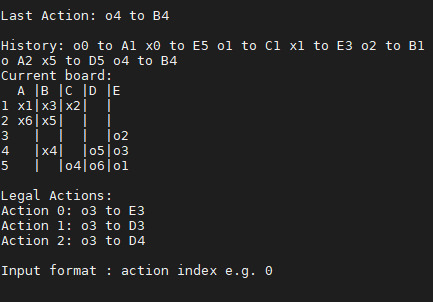 Last Action: o4 to B4
History: o0 to A1 x0 to E5 o1 to C1 x1 to E3 o2 to B1
o A2 x5 to D5 o4 to B4
Current board:
  A |B |C |D |E
1 x1|x3|x2|  |
2 x6|x5|  |  |
3   |  |  |  |o2
4   |x4|  |o5|o3
5   |  |o4|o6|o1
Legal Actions:
Action 0: o3 to E3
Action 1: o3 to D3
Action 2: o3 to D4
Input format : action index e.g. 0